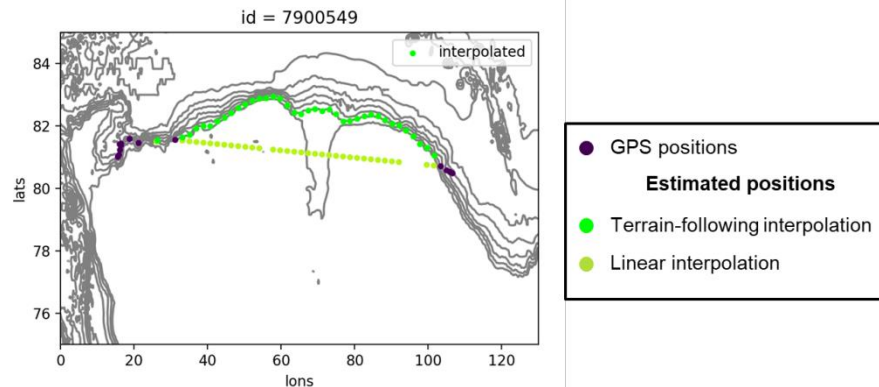 id = 7900549
interpolated
84
82
80
78
76
lats
0
20
40
60
80
100
120
lons
GPS positions
Estimated positions
Terrain-following interpolation
Linear interpolation